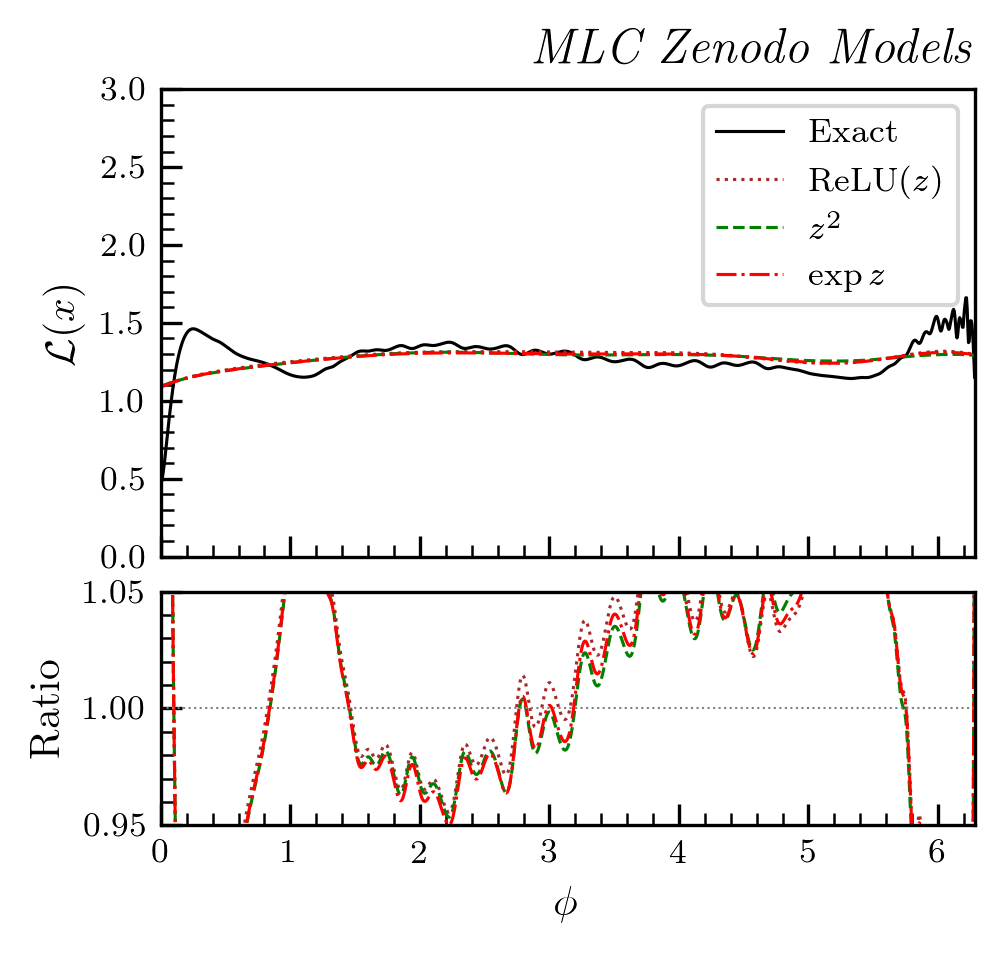 MLC Zenodo Models
3.0
2.5
2.0
1.5
1.0
0.5
0.0
ℒ(x)
Exact
ReLU(z)
z²
exp z
1.05
1.00
0.95
Ratio
0 1 2 3 4 5 6
ϕ